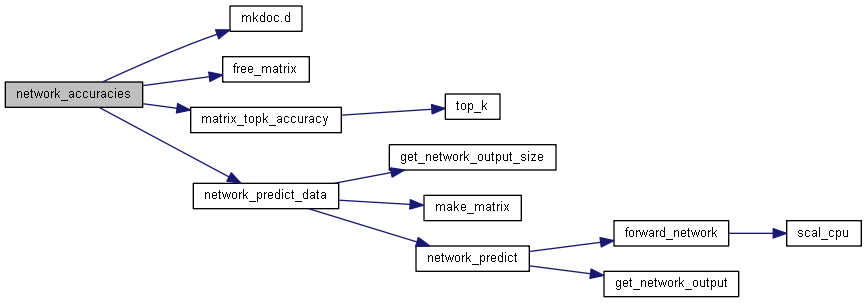 mkdoc.d
free_matrix
network_accuracies
matrix_topk_accuracy
top_k
get_network_output_size
network_predict_data
make_matrix
forward_network
scal_cpu
network_predict
get_network_output